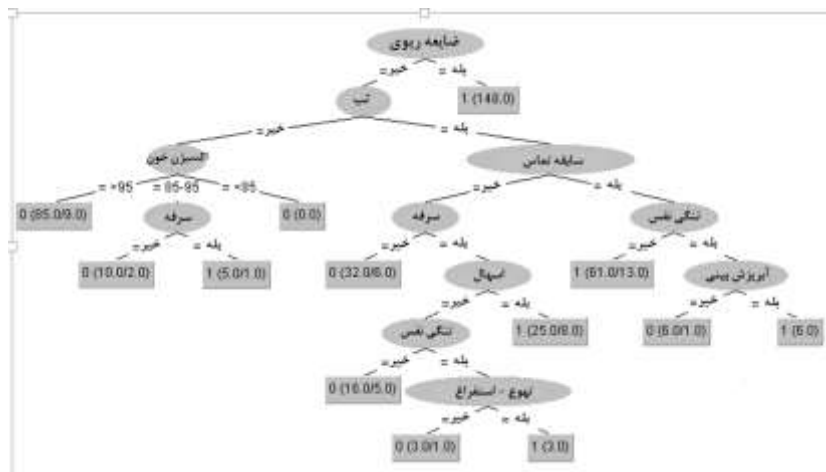 ضایعه ریوی
=خیر
= بله
تب
1 (148.0)
=خیر
= بله
اکسیژن خون
سابقه تماس
= +95
= 85-95
= <85
=خیر
= بله
0 (85.0/9.0)
سرفه
0 (0.0)
سرفه
تنگی نفس
=خیر
= بله
=خیر
= بله
=خیر
= بله
0 (10.0/2.0)
1 (5.0/1.0)
0 (32.0/6.0)
اسهال
1 (61.0/13.0)
آبریزش بینی
=خیر
= بله
=خیر
= بله
تنگی نفس
1 (25.0/8.0)
0 (6.0/1.0)
1 (6.0)
=خیر
= بله
0 (16.0/5.0)
تهوع - استفراغ
=خیر
= بله
0 (3.0/1.0)
1 (3.0)